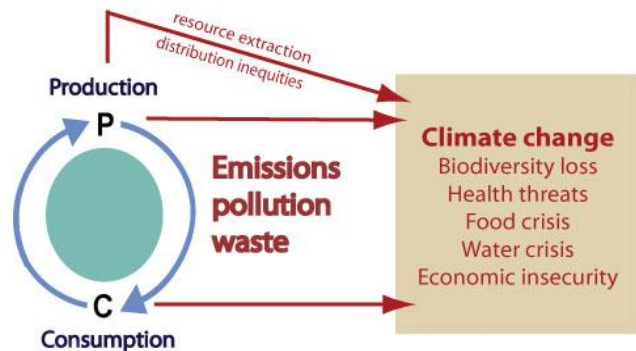 resource extraction
distribution inequities
Production
P
Emissions
pollution
waste
C
Consumption
Climate change
Biodiversity loss
Health threats
Food crisis
Water crisis
Economic insecurity